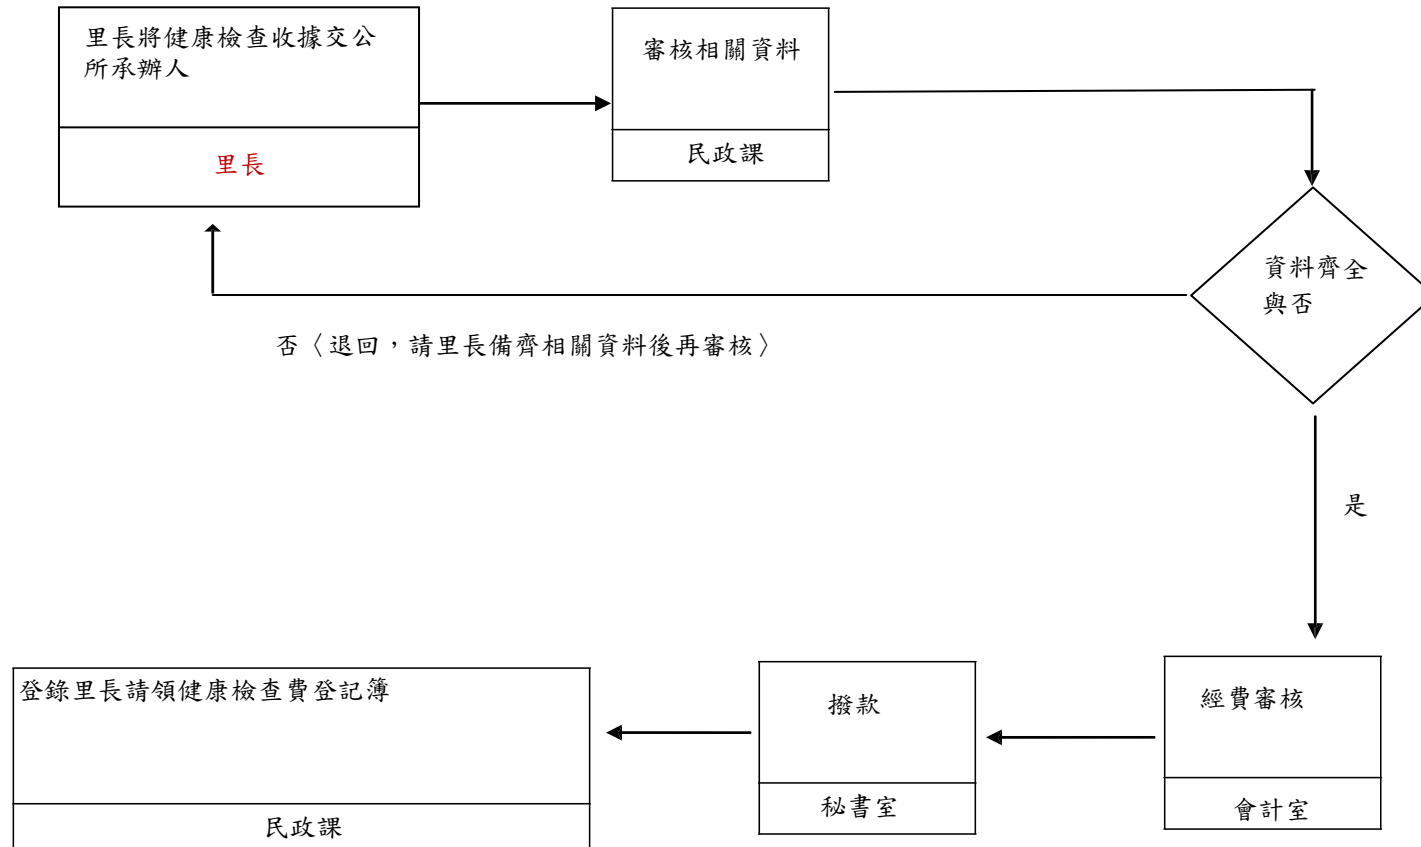 里長將健康檢查收據交公
所承辦人
里長
審核相關資料
民政課
資料齊全
與否
否〈退回，請里長備齊相關資料後再審核〉
是
經費審核
會計室
撥款
秘書室
登錄里長請領健康檢查費登記簿
民政課